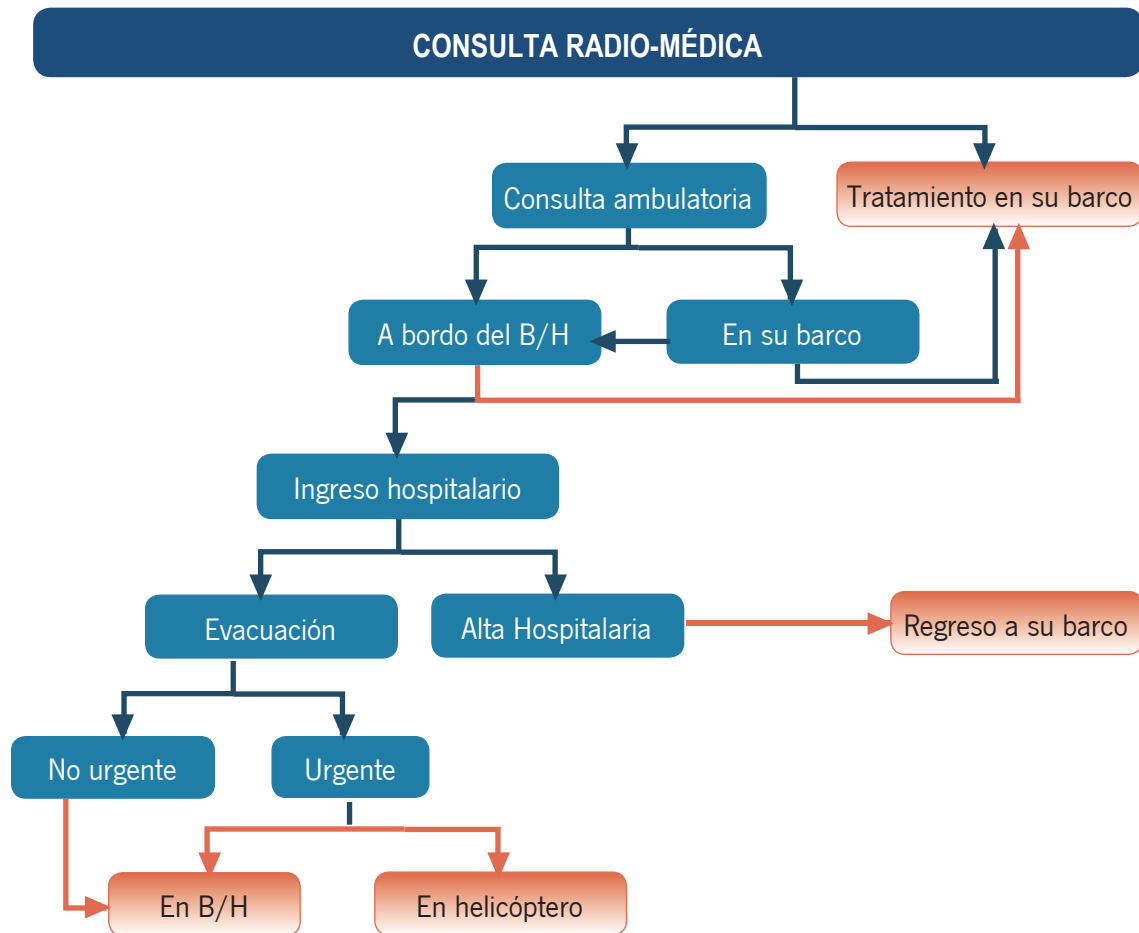 CONSULTA RADIO-MÉDICA
Consulta ambulatoria
Tratamiento en su barco
A bordo del B/H
En su barco
Ingreso hospitalario
Evacuación
Alta Hospitalaria
Regreso a su barco
No urgente
Urgente
En B/H
En helicóptero